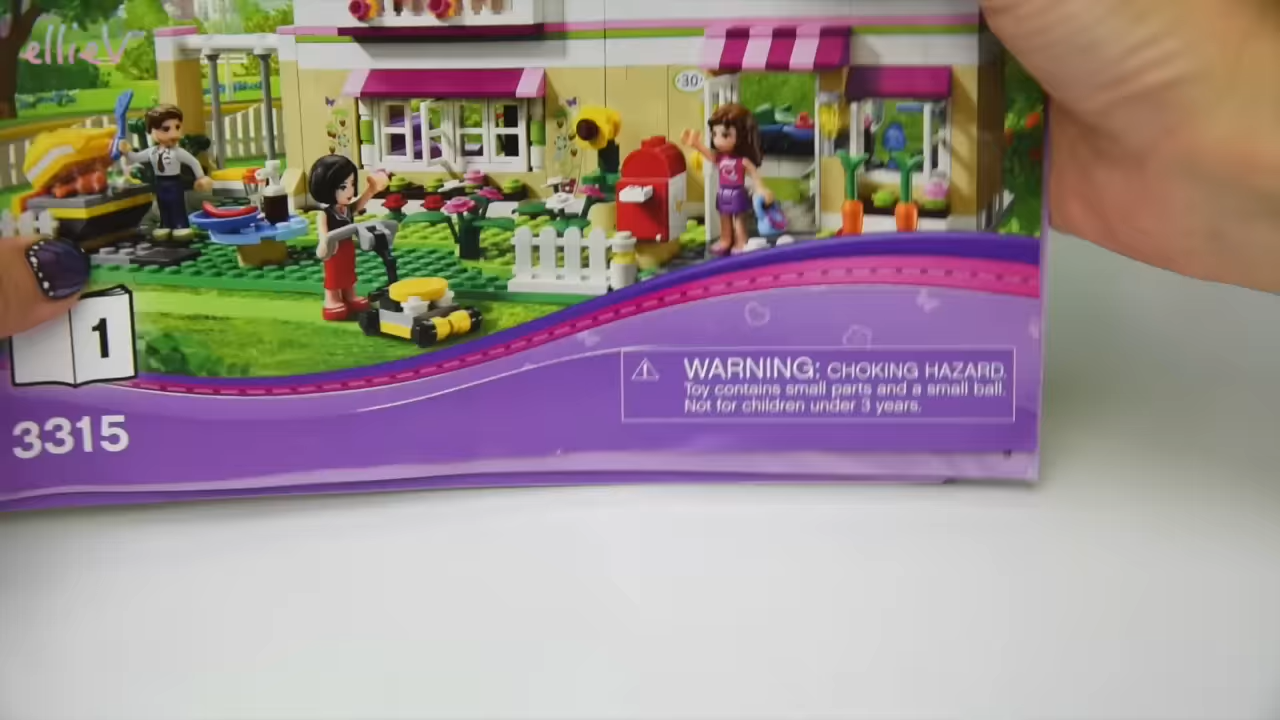 ellieV
30
1
3315
WARNING: CHOKING HAZARD.
Toy contains small parts and a small ball.
Not for children under 3 years.